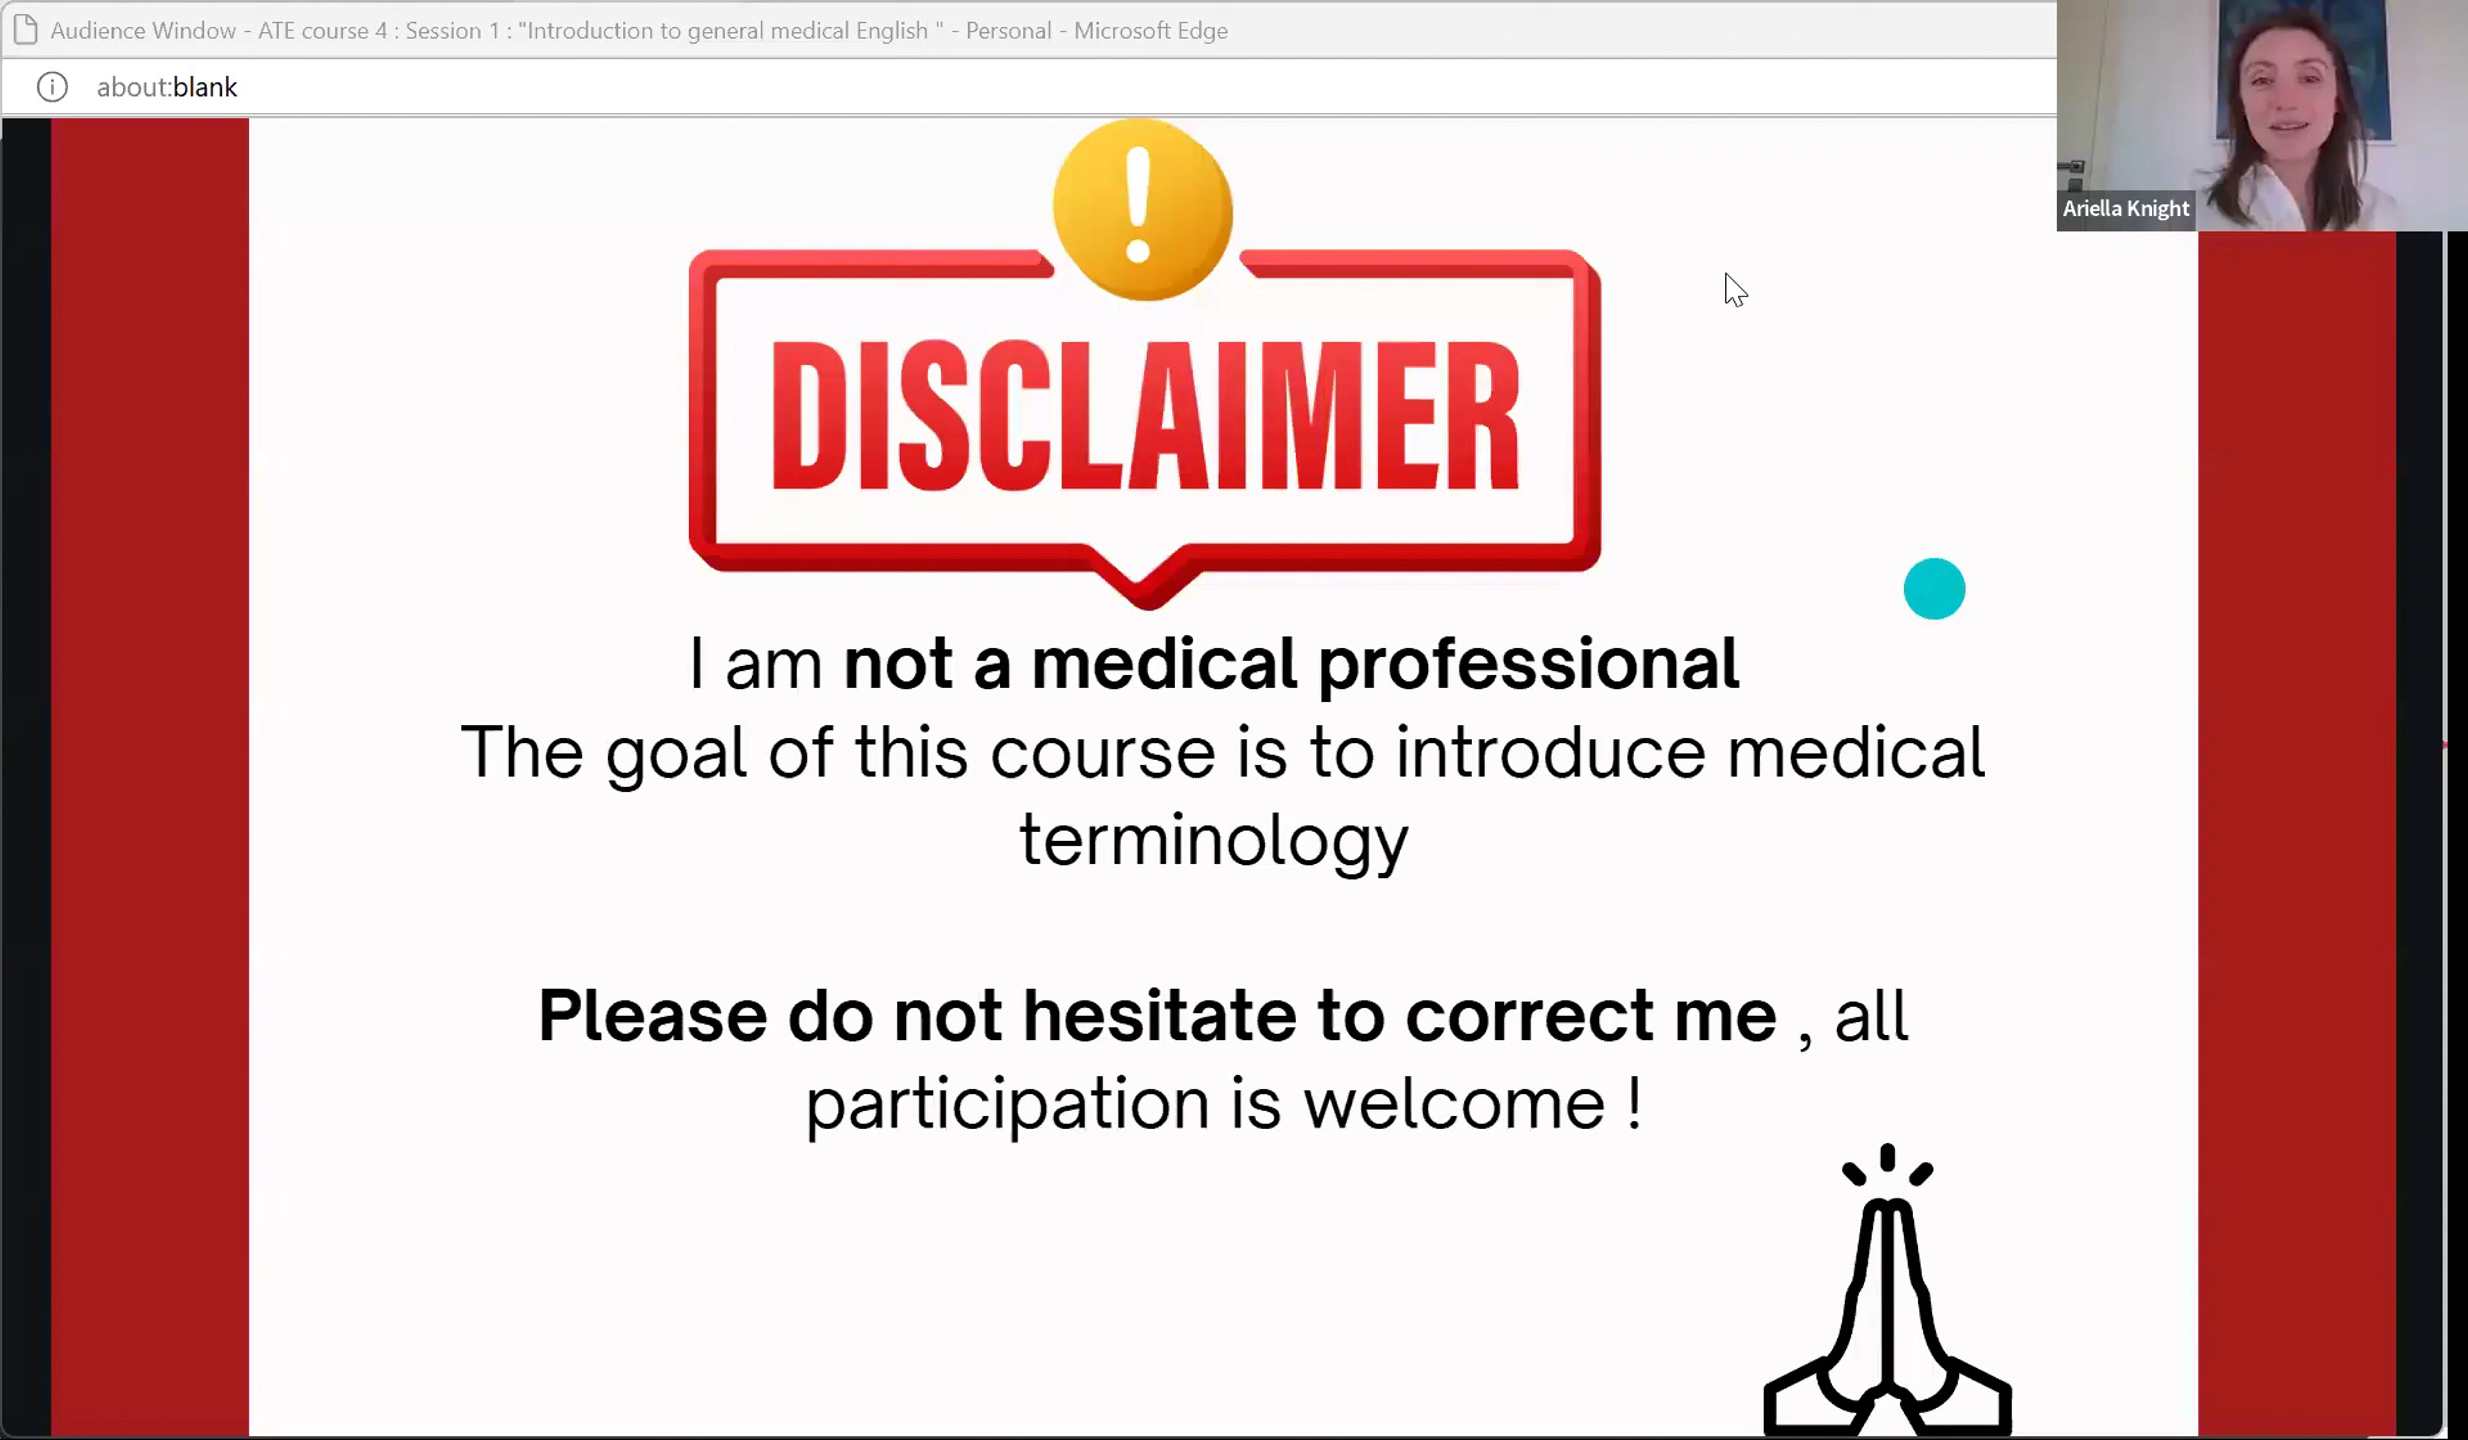 Audience Window - ATE course 4 : Session 1 : "Introduction to general medical English " - Personal - Microsoft Edge
about:blank
Ariella Knight
!
DISCLAIMER
I am not a medical professional
The goal of this course is to introduce medical
terminology
Please do not hesitate to correct me , all
participation is welcome !